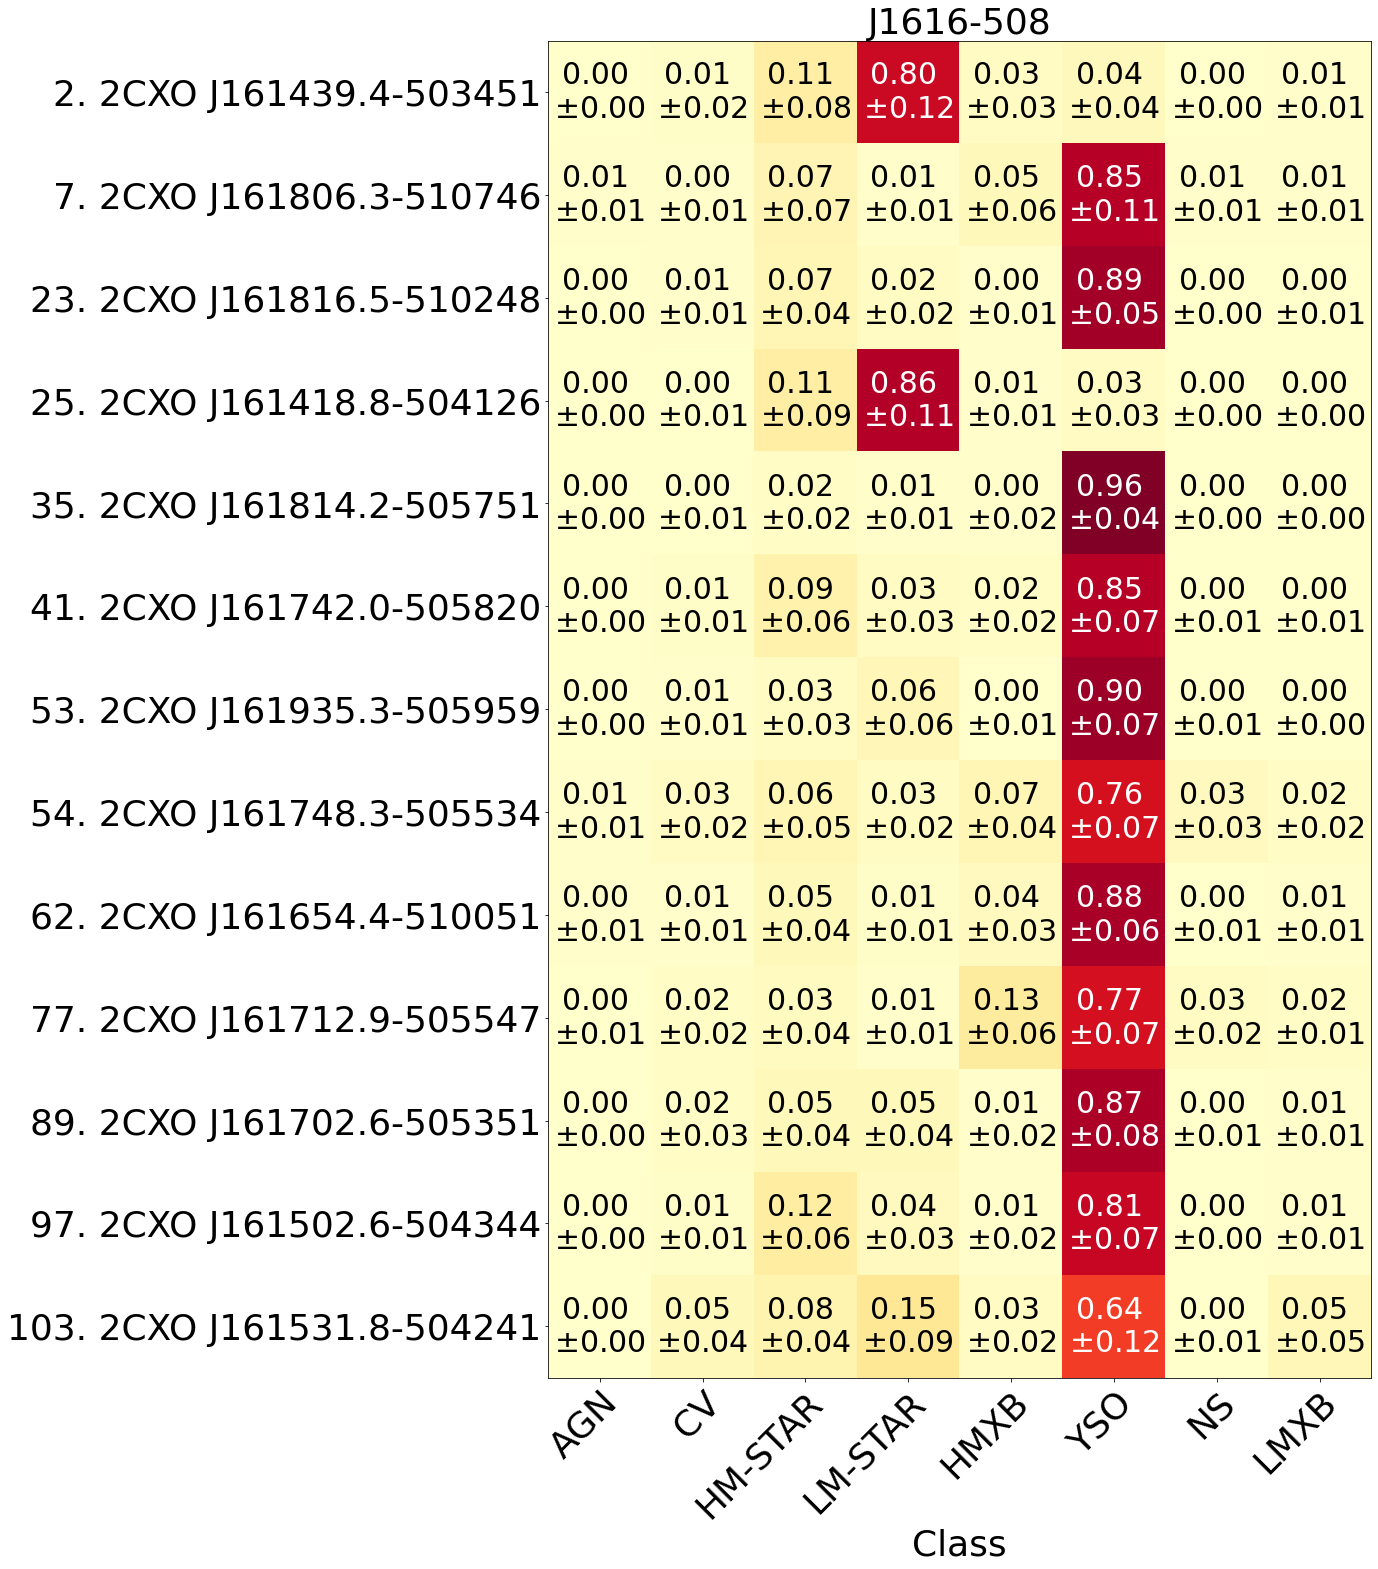 J1616-508
2. 2CXO J161439.4-503451 0.00 0.01 0.11 0.80 0.03 0.04 0.00 0.01
±0.00 ±0.02 ±0.08 ±0.12 ±0.03 ±0.04 ±0.00 ±0.01
7. 2CXO J161806.3-510746 0.01 0.00 0.07 0.01 0.05 0.85 0.01 0.01
±0.01 ±0.01 ±0.07 ±0.01 ±0.06 ±0.11 ±0.01 ±0.01
23. 2CXO J161816.5-510248 0.00 0.01 0.07 0.02 0.00 0.89 0.00 0.00
±0.00 ±0.01 ±0.04 ±0.02 ±0.01 ±0.05 ±0.00 ±0.01
25. 2CXO J161418.8-504126 0.00 0.00 0.11 0.86 0.01 0.03 0.00 0.00
±0.00 ±0.01 ±0.09 ±0.11 ±0.01 ±0.03 ±0.00 ±0.00
35. 2CXO J161814.2-505751 0.00 0.00 0.02 0.01 0.00 0.96 0.00 0.00
±0.00 ±0.01 ±0.02 ±0.01 ±0.02 ±0.04 ±0.00 ±0.00
41. 2CXO J161742.0-505820 0.00 0.01 0.09 0.03 0.02 0.85 0.00 0.00
±0.00 ±0.01 ±0.06 ±0.03 ±0.02 ±0.07 ±0.01 ±0.01
53. 2CXO J161935.3-505959 0.00 0.01 0.03 0.06 0.00 0.90 0.00 0.00
±0.00 ±0.01 ±0.03 ±0.06 ±0.01 ±0.07 ±0.01 ±0.00
54. 2CXO J161748.3-505534 0.01 0.03 0.06 0.03 0.07 0.76 0.03 0.02
±0.01 ±0.02 ±0.05 ±0.02 ±0.04 ±0.07 ±0.03 ±0.02
62. 2CXO J161654.4-510051 0.00 0.01 0.05 0.01 0.04 0.88 0.00 0.01
±0.01 ±0.01 ±0.04 ±0.01 ±0.03 ±0.06 ±0.01 ±0.01
77. 2CXO J161712.9-505547 0.00 0.02 0.03 0.01 0.13 0.77 0.03 0.02
±0.01 ±0.02 ±0.04 ±0.01 ±0.06 ±0.07 ±0.02 ±0.01
89. 2CXO J161702.6-505351 0.00 0.02 0.05 0.05 0.01 0.87 0.00 0.01
±0.00 ±0.03 ±0.04 ±0.04 ±0.02 ±0.08 ±0.01 ±0.01
97. 2CXO J161502.6-504344 0.00 0.01 0.12 0.04 0.01 0.81 0.00 0.01
±0.00 ±0.01 ±0.06 ±0.03 ±0.02 ±0.07 ±0.00 ±0.01
103. 2CXO J161531.8-504241 0.00 0.05 0.08 0.15 0.03 0.64 0.00 0.05
±0.00 ±0.04 ±0.04 ±0.09 ±0.02 ±0.12 ±0.01 ±0.05
AGN CV HM-STAR LM-STAR HMXB YSO NS LMXB
Class